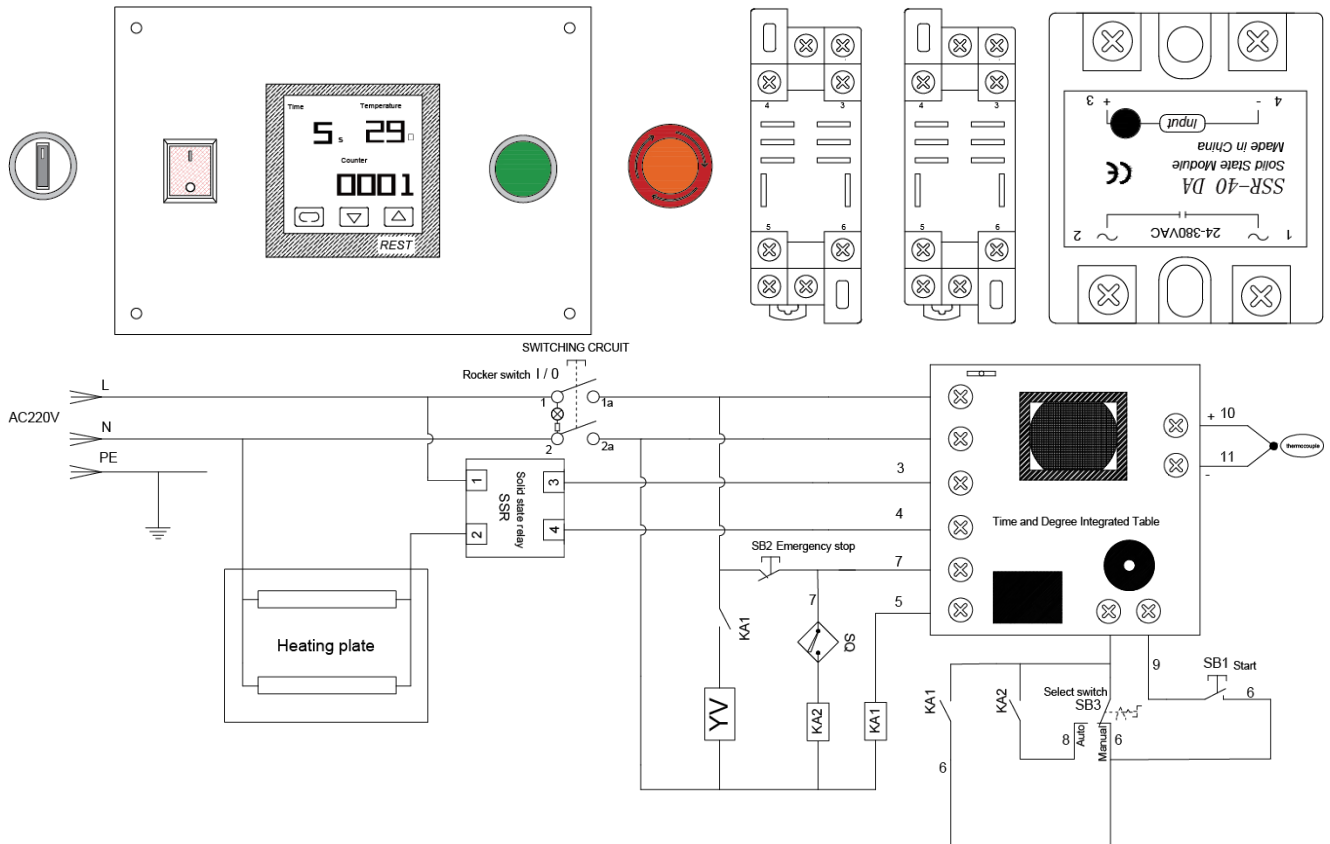 Time Temperature
5 s 29
Counter
0001
REST
4 3
5 6
4 3
5 6
1 24-380VAC 2
SSR-40 DA
Solid State Module
Made in China
CE
4 - Input + 3
SWITCHING CRCUIT
Rocker switch I / 0
AC220V
L
N
PE
1 1a
2 2a
1 3
2 4
Solid state relay
SSR
Heating plate
3
4
SB2 Emergency stop
7
7
5
KA1
SQ
YV
KA2
KA1
Time and Degree Integrated Table
+ 10
11
-
thermocouple
9
SB1 Start
6
KA1
KA2
Select switch
SB3
8 Auto Manual 6
6